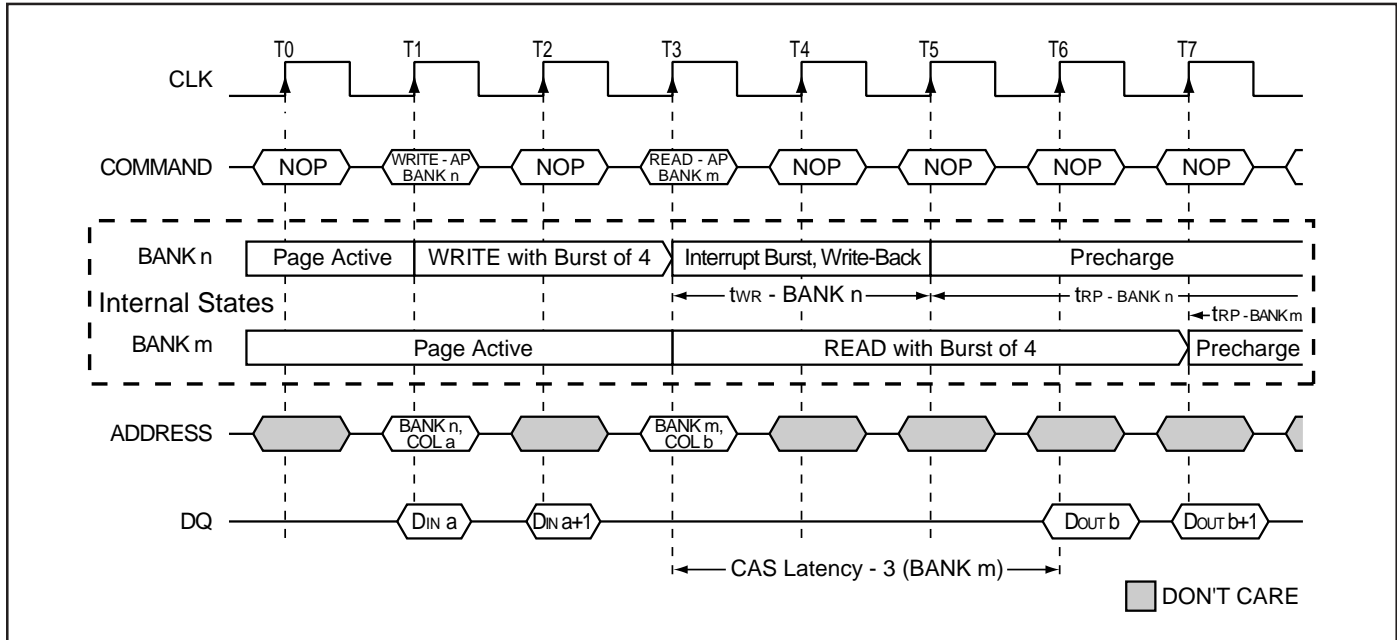 T0 T1 T2 T3 T4 T5 T6 T7
CLK
COMMAND NOP WRITE - AP BANK n NOP READ - AP BANK m NOP NOP NOP NOP
BANK n Page Active WRITE with Burst of 4 Interrupt Burst, Write-Back Precharge
Internal States tWR - BANK n tRP - BANK n
tRP - BANK m
BANK m Page Active READ with Burst of 4 Precharge
ADDRESS BANK n, COL a BANK m, COL b
DQ DIN a DIN a+1 DOUT b DOUT b+1
CAS Latency - 3 (BANK m)
DON'T CARE